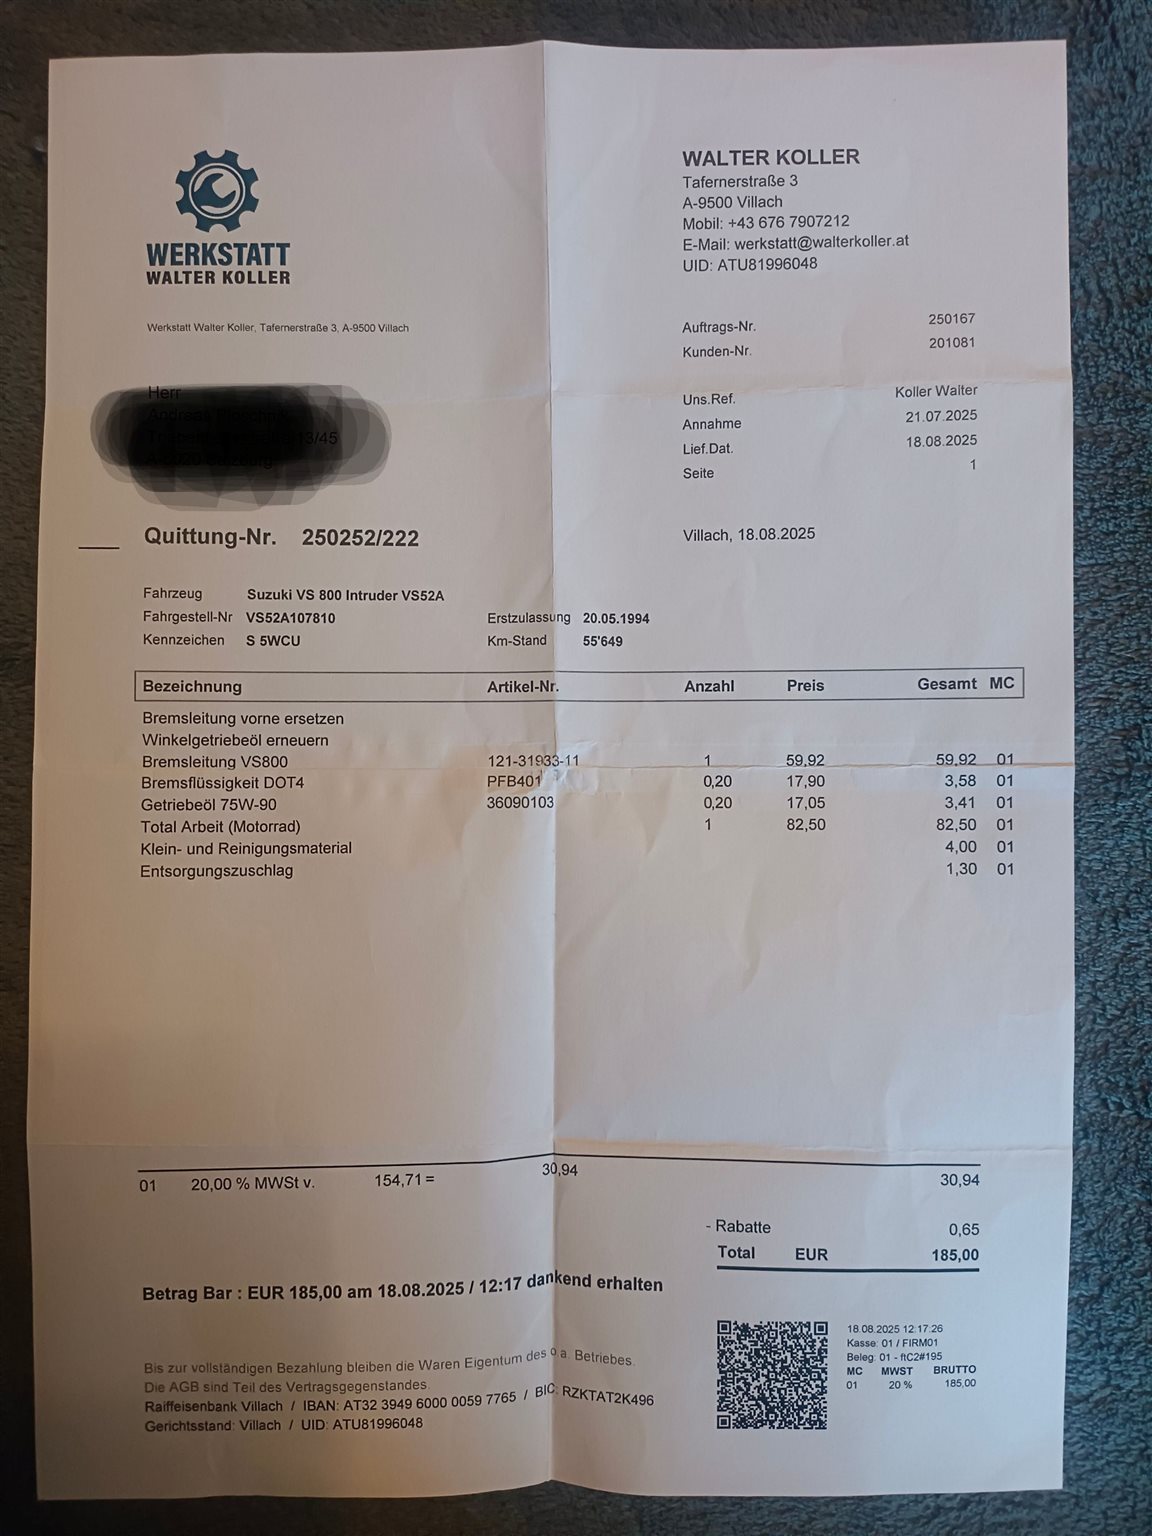 WERKSTATT
WALTER KOLLER
WALTER KOLLER
Tafernerstraße 3
A-9500 Villach
Mobil: +43 676 7907212
E-Mail: werkstatt@walterkoller.at
UID: ATU81996048
Werkstatt Walter Koller, Tafernerstraße 3, A-9500 Villach
Auftrags-Nr. 250167
Kunden-Nr. 201081
Herr
Uns.Ref. Koller Walter
Annahme 21.07.2025
Lief.Dat. 18.08.2025
Seite 1
Quittung-Nr. 250252/222
Villach, 18.08.2025
Fahrzeug Suzuki VS 800 Intruder VS52A
Fahrgestell-Nr VS52A107810 Erstzulassung 20.05.1994
Kennzeichen S 5WCU Km-Stand 55'649
Bezeichnung Artikel-Nr. Anzahl Preis Gesamt MC
Bremsleitung vorne ersetzen
Winkelgetriebeöl erneuern
Bremsleitung VS800 121-31933-11 1 59,92 59,92 01
Bremsflüssigkeit DOT4 PFB401 0,20 17,90 3,58 01
Getriebeöl 75W-90 36090103 0,20 17,05 3,41 01
Total Arbeit (Motorrad) 1 82,50 82,50 01
Klein- und Reinigungsmaterial 4,00 01
Entsorgungszuschlag 1,30 01
01 20,00 % MWSt v. 154,71 = 30,94 30,94
- Rabatte 0,65
Total EUR 185,00
Betrag Bar : EUR 185,00 am 18.08.2025 / 12:17 dankend erhalten
18.08.2025 12:17:26
Kasse: 01 / FIRM01
Beleg: 01 - ftC2#195
MC MWST BRUTTO
01 20 % 185,00
Bis zur vollständigen Bezahlung bleiben die Waren Eigentum des o.a. Betriebes.
Die AGB sind Teil des Vertragsgegenstandes.
Raiffeisenbank Villach / IBAN: AT32 3949 6000 0059 7765 / BIC: RZKTAT2K496
Gerichtsstand: Villach / UID: ATU81996048